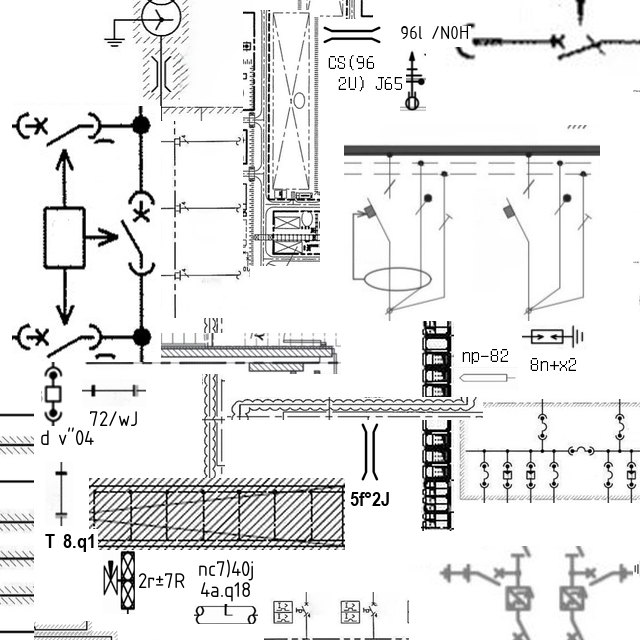 96l /N0H
CS(96
2U) J65
np-82
8n+x2
72/wJ
d v"04
5f°2J
T 8.q1
2r±7R
nc7)40j
4a.q18